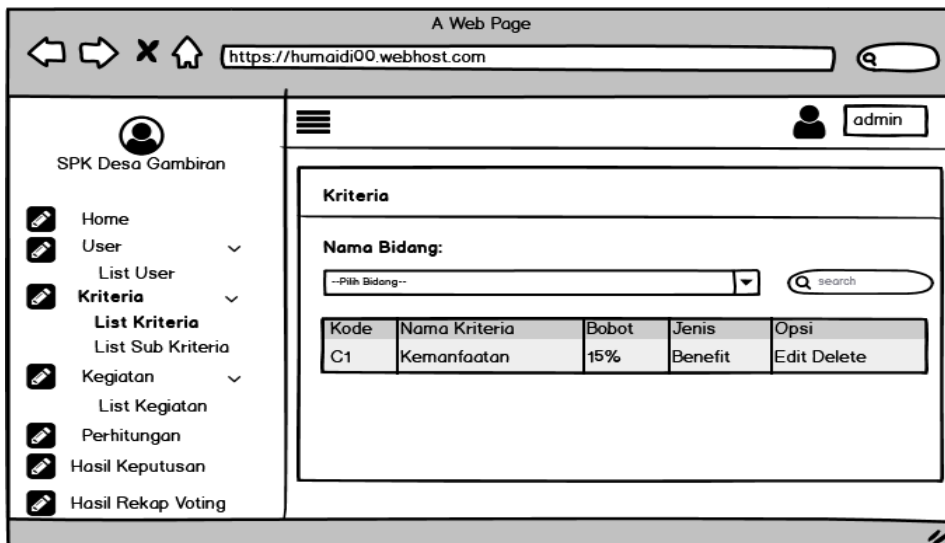 A Web Page
https://humaidi00.webhost.com
admin
SPK Desa Gambiran
Home
User
List User
Kriteria
List Kriteria
List Sub Kriteria
Kegiatan
List Kegiatan
Perhitungan
Hasil Keputusan
Hasil Rekap Voting
Kriteria
Nama Bidang:
--Pilih Bidang--
search
Kode Nama Kriteria Bobot Jenis Opsi
C1 Kemanfaatan 15% Benefit Edit Delete